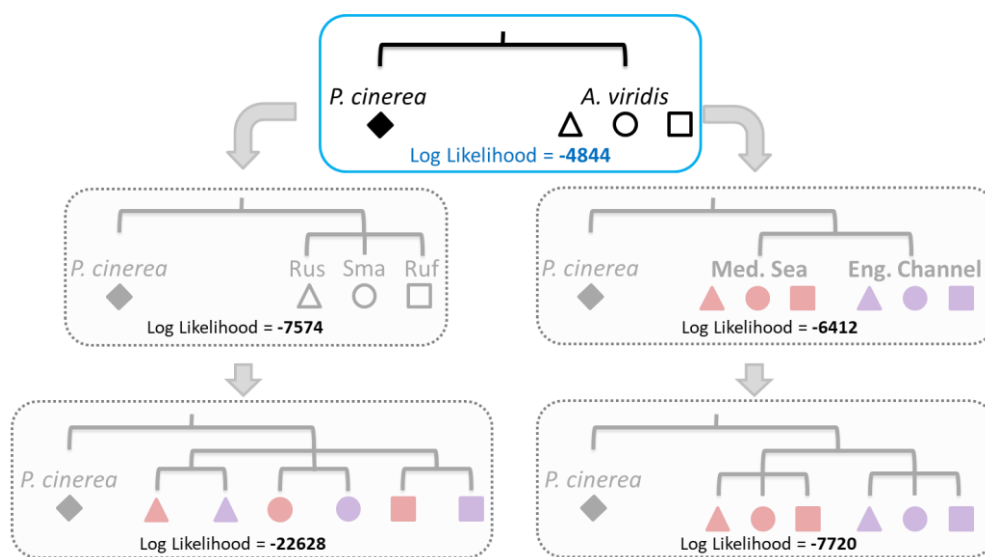 P. cinerea A. viridis
Log Likelihood = -4844
P. cinerea Rus Sma Ruf
Log Likelihood = -7574
P. cinerea Med. Sea Eng. Channel
Log Likelihood = -6412
P. cinerea
Log Likelihood = -22628
P. cinerea
Log Likelihood = -7720